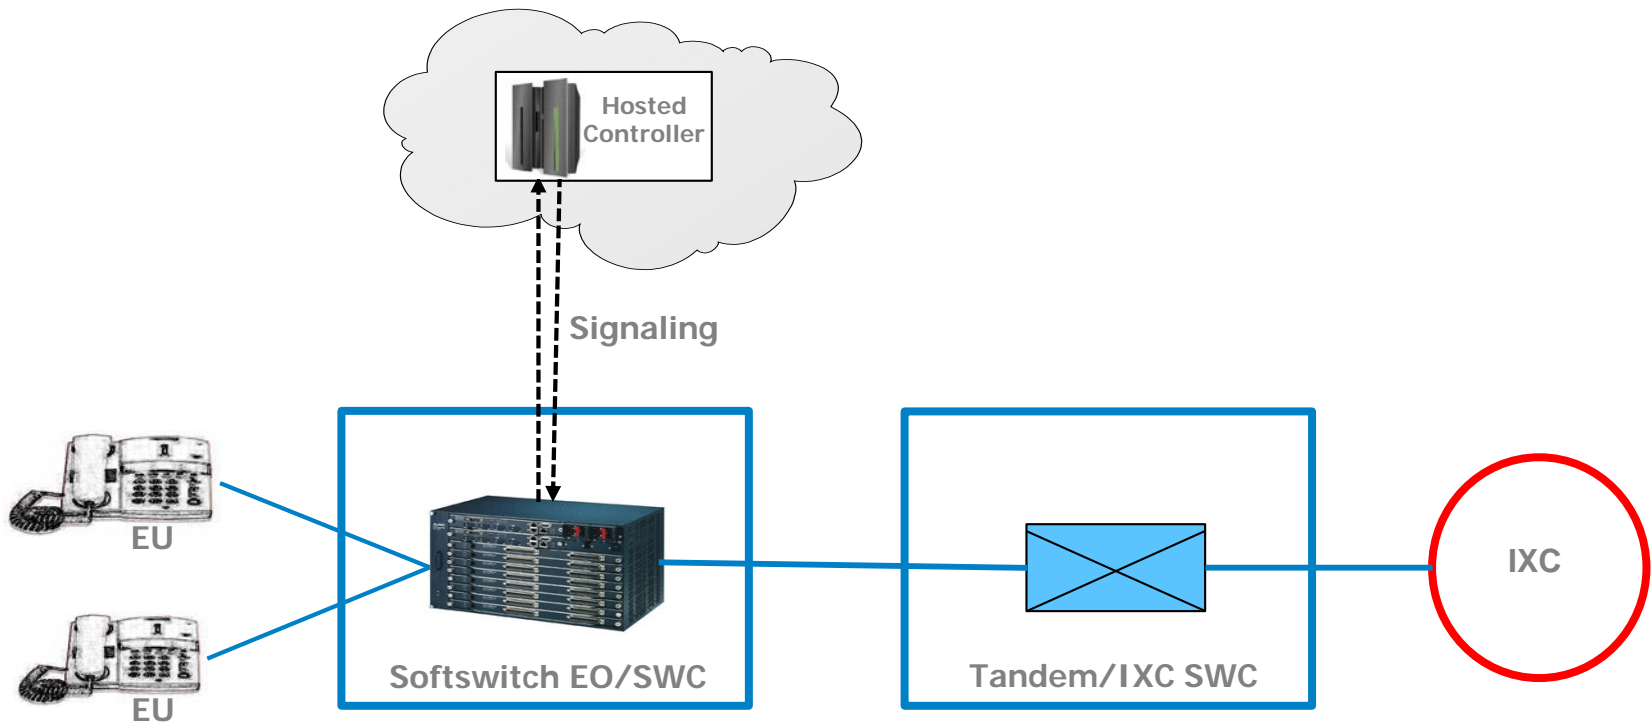 Hosted
Controller
Signaling
EU
EU
Softswitch EO/SWC
Tandem/IXC SWC
IXC